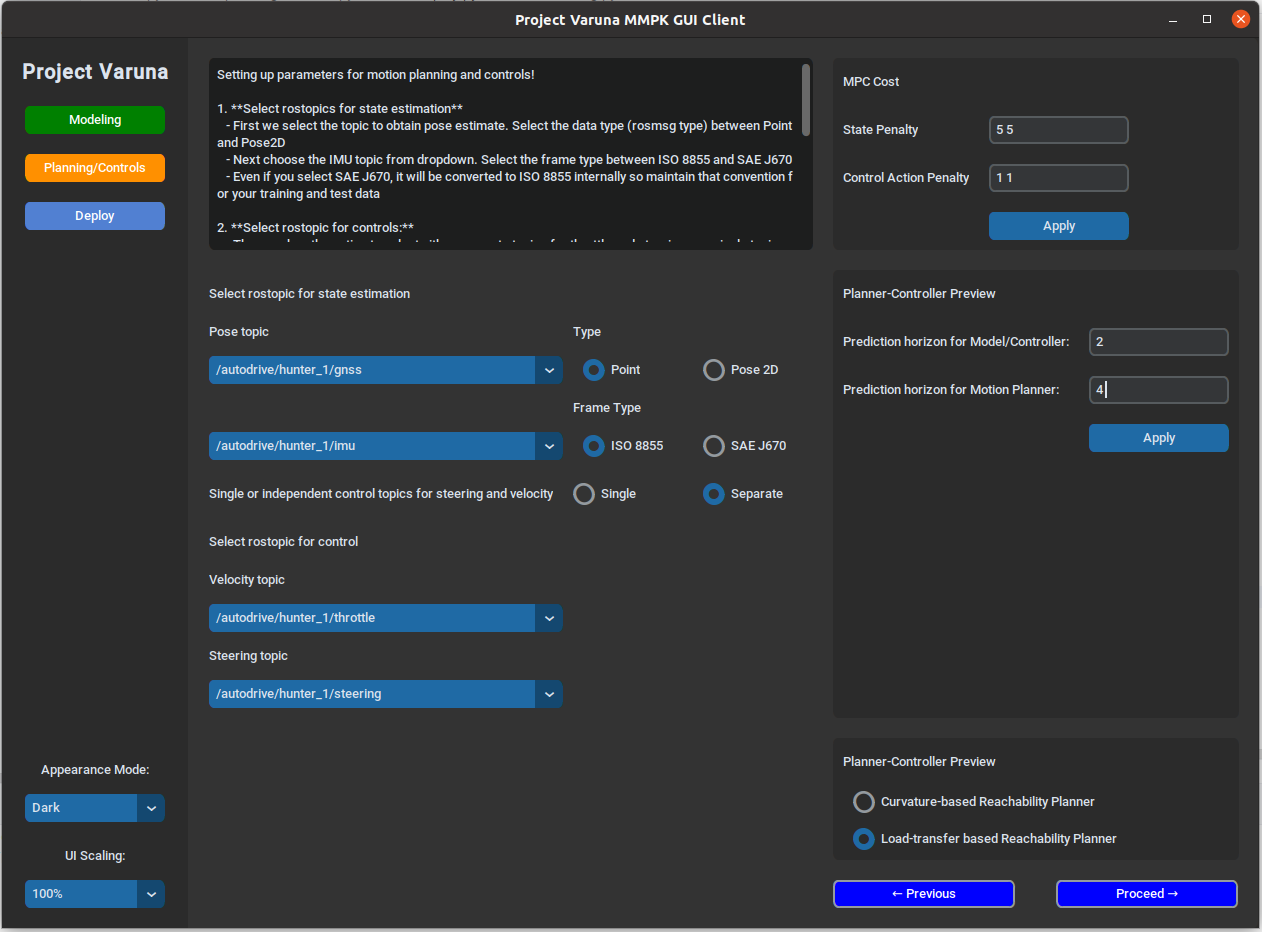 Project Varuna MMPK GUI Client
Project Varuna
Modeling
Planning/Controls
Deploy
Appearance Mode:
Dark
UI Scaling:
100%
Setting up parameters for motion planning and controls!
1. **Select rostopics for state estimation**
- First we select the topic to obtain pose estimate. Select the data type (rosmsg type) between Point
and Pose2D
- Next choose the IMU topic from dropdown. Select the frame type between ISO 8855 and SAE J670
- Even if you select SAE J670, it will be converted to ISO 8855 internally so maintain that convention f
or your training and test data
2. **Select rostopic for controls:**
Select rostopic for state estimation
Pose topic
Type
/autodrive/hunter_1/gnss
Point
Pose 2D
Frame Type
/autodrive/hunter_1/imu
ISO 8855
SAE J670
Single or independent control topics for steering and velocity
Single
Separate
Select rostopic for control
Velocity topic
/autodrive/hunter_1/throttle
Steering topic
/autodrive/hunter_1/steering
MPC Cost
State Penalty
5 5
Control Action Penalty
1 1
Apply
Planner-Controller Preview
Prediction horizon for Model/Controller:
2
Prediction horizon for Motion Planner:
4
Apply
Planner-Controller Preview
Curvature-based Reachability Planner
Load-transfer based Reachability Planner
← Previous
Proceed →